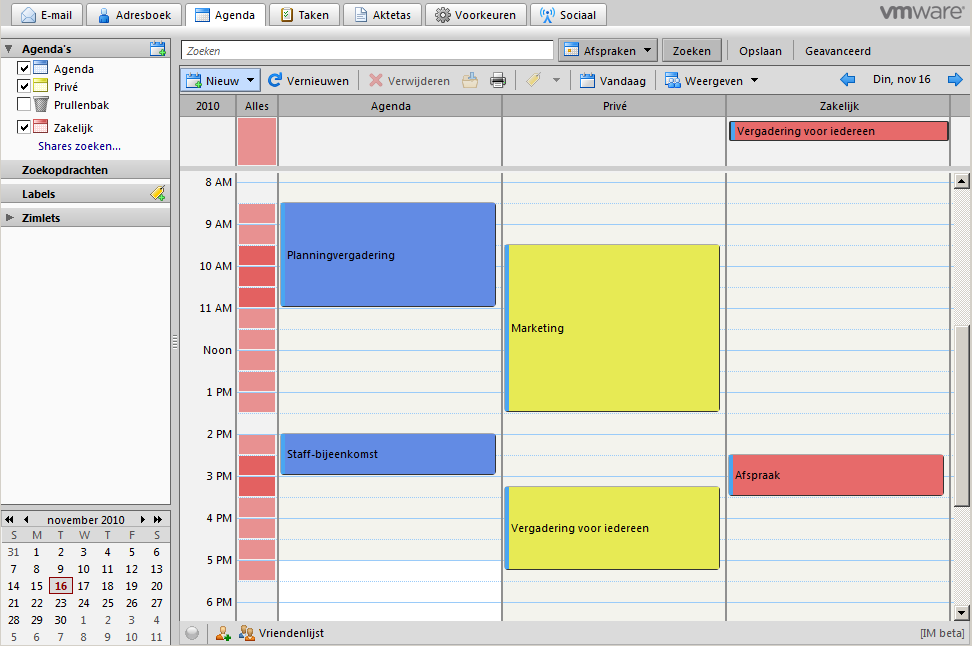 E-mail Adresboek Agenda Taken Aktetas Voorkeuren Sociaal vmware
Agenda's
Agenda
Privé
Prullenbak
Zakelijk
Shares zoeken...
Zoekopdrachten
Labels
Zimlets
Zoeken Afspraken Zoeken Opslaan Geavanceerd
Nieuw Vernieuwen Verwijderen Vandaag Weergeven Din, nov 16
2010 Alles Agenda Privé Zakelijk
Vergadering voor iedereen
8 AM
9 AM
Planningvergadering
10 AM
11 AM
Marketing
Noon
1 PM
2 PM
Staff-bijeenkomst
Afspraak
3 PM
4 PM
Vergadering voor iedereen
5 PM
6 PM
november 2010
S M T W T F S
31 1 2 3 4 5 6
7 8 9 10 11 12 13
14 15 16 17 18 19 20
21 22 23 24 25 26 27
28 29 30 1 2 3 4
5 6 7 8 9 10 11
Vriendenlijst [IM beta]